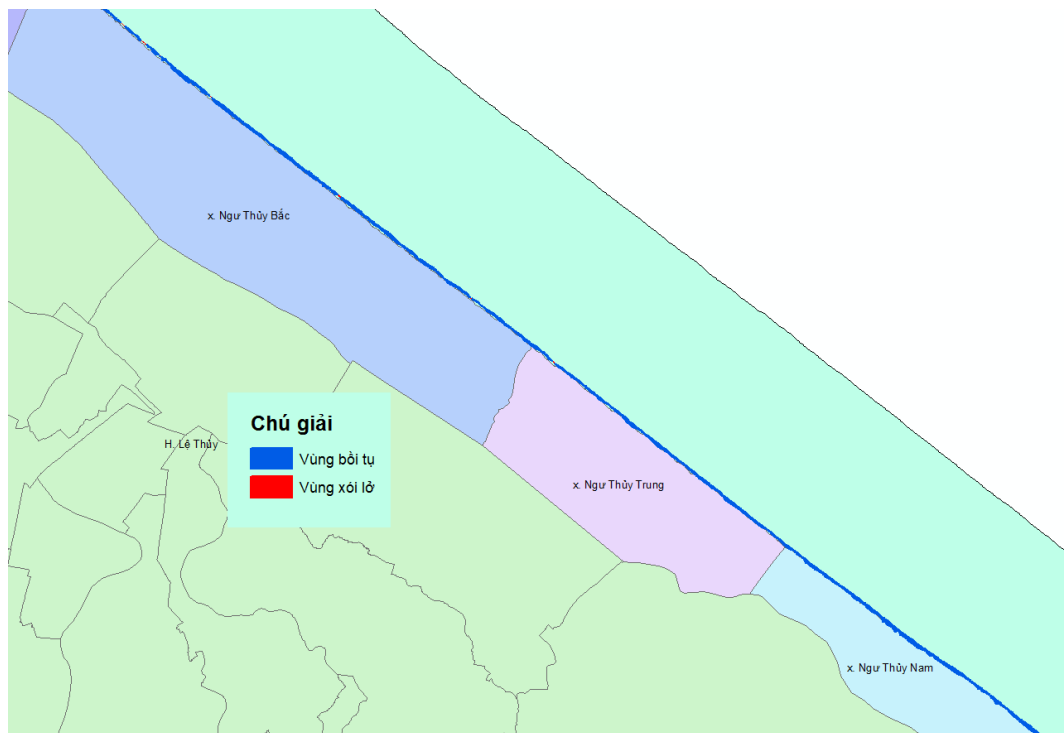 x. Ngư Thủy Bắc
Chú giải
H. Lệ Thủy
Vùng bồi tụ
Vùng xói lở
x. Ngư Thủy Trung
x. Ngư Thủy Nam